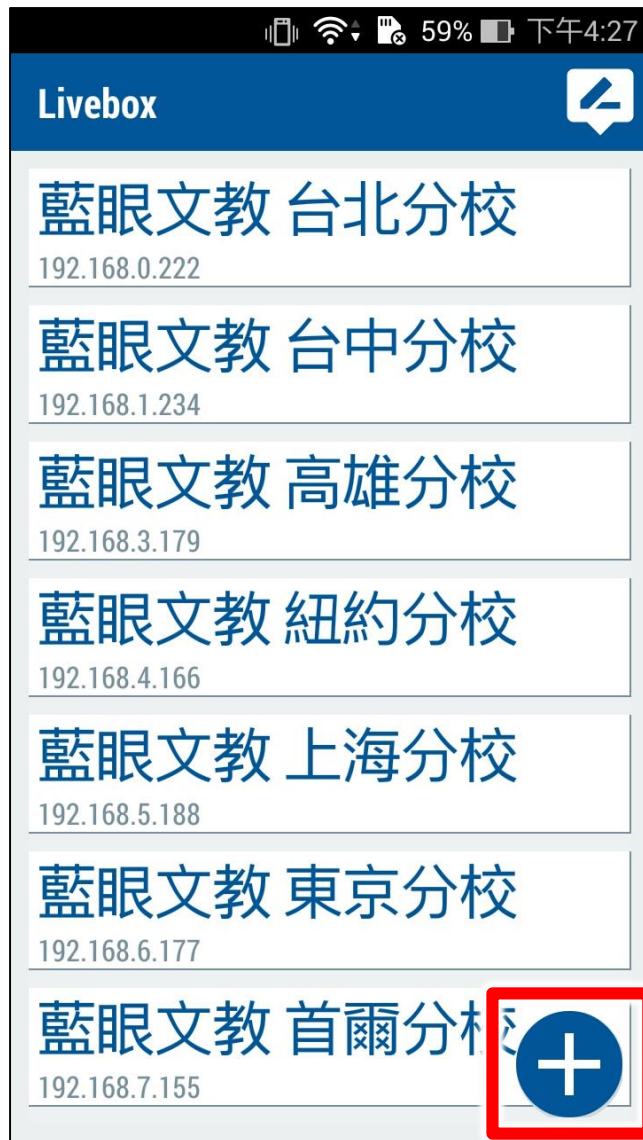 59% 下午4:27
Livebox
藍眼文教 台北分校
192.168.0.222
藍眼文教 台中分校
192.168.1.234
藍眼文教 高雄分校
192.168.3.179
藍眼文教 紐約分校
192.168.4.166
藍眼文教 上海分校
192.168.5.188
藍眼文教 東京分校
192.168.6.177
藍眼文教 首爾分校
192.168.7.155